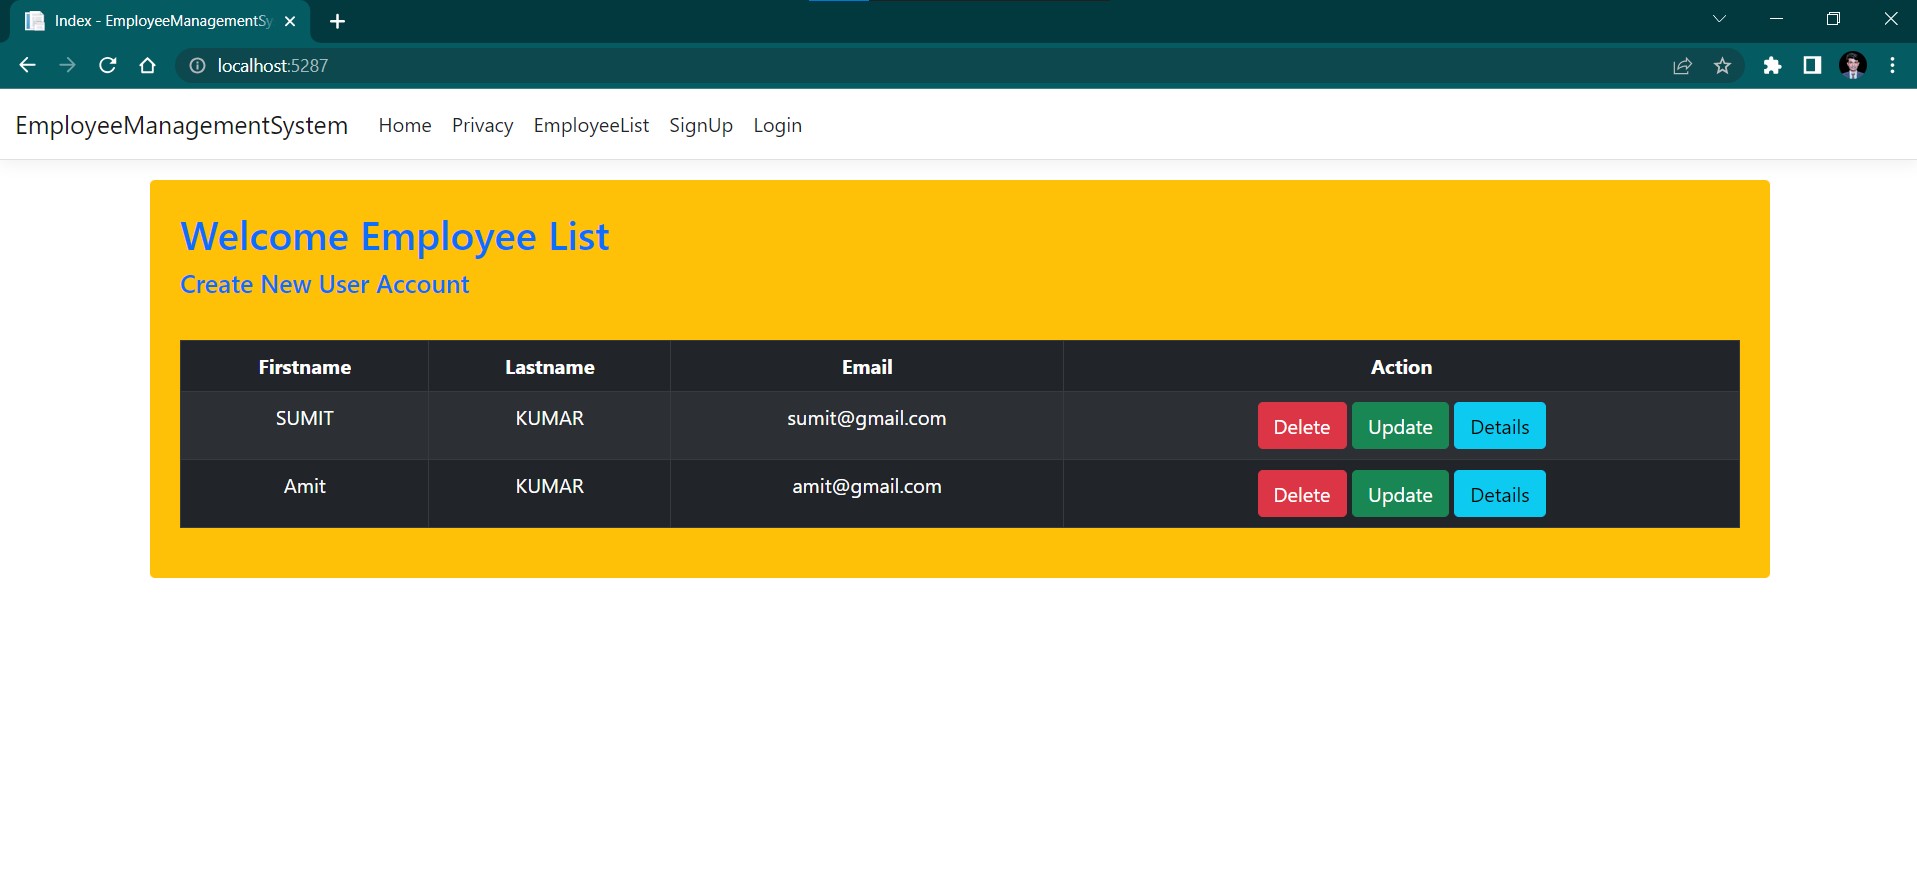 Index - EmployeeManagementSy
localhost:5287
EmployeeManagementSystem Home Privacy EmployeeList SignUp Login
Welcome Employee List
Create New User Account
Firstname Lastname Email Action
SUMIT KUMAR sumit@gmail.com Delete Update Details
Amit KUMAR amit@gmail.com Delete Update Details